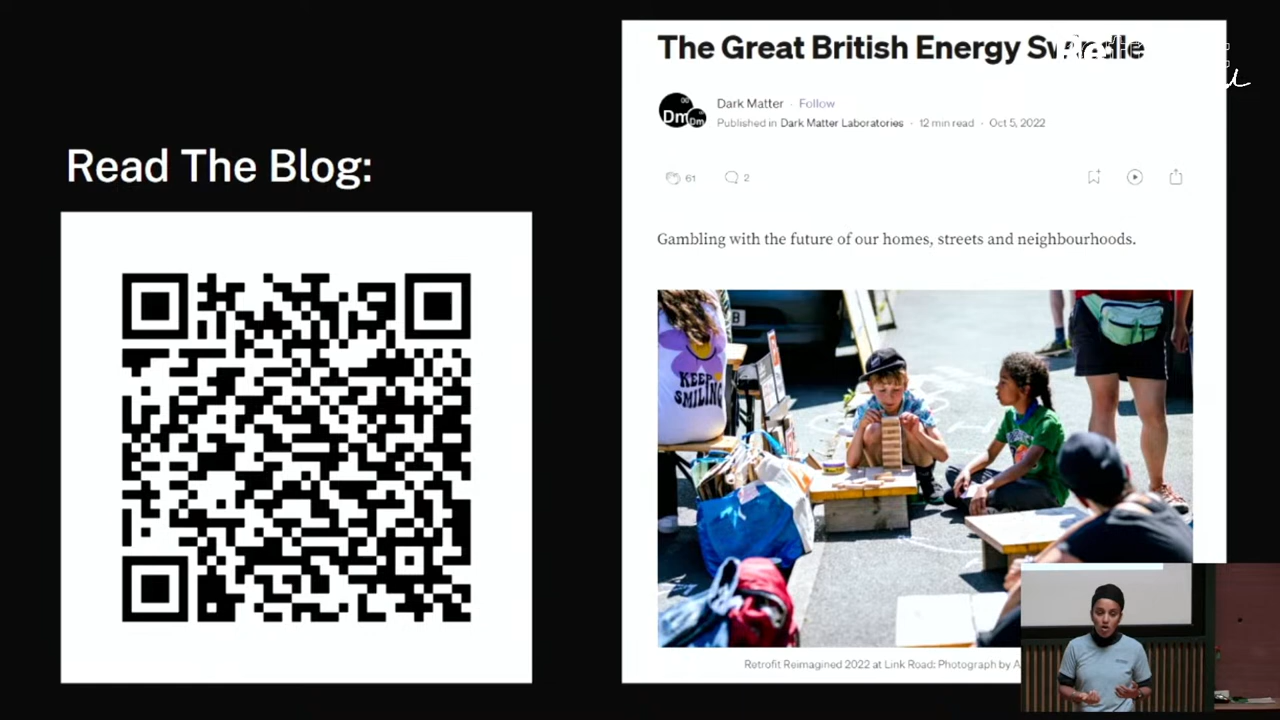 The Great British Energy Sw
Dark Matter · Follow
Published in Dark Matter Laboratories · 12 min read · Oct 5, 2022
Read The Blog:
61 2
Gambling with the future of our homes, streets and neighbourhoods.
KEEP
SMILING
Retrofit Reimagined 2022 at Link Road: Photograph by A